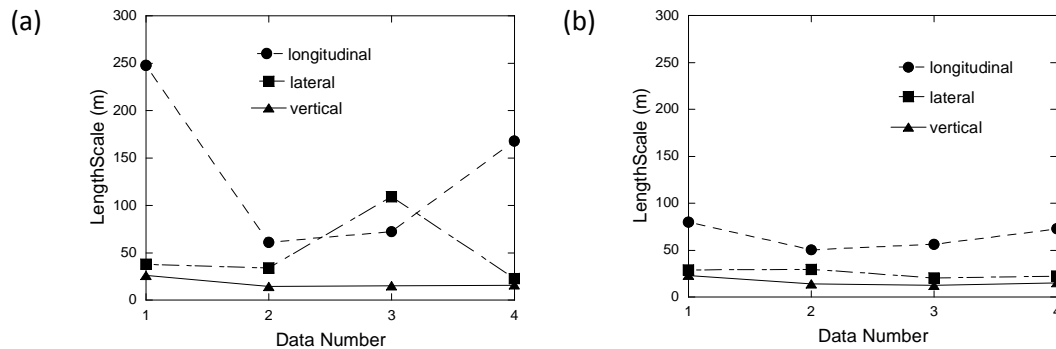 (a)
300
250
200
150
100
50
0
LengthScale (m)
longitudinal
lateral
vertical
1 2 3 4
Data Number
(b)
300
250
200
150
100
50
0
LengthScale (m)
longitudinal
lateral
vertical
1 2 3 4
Data Number